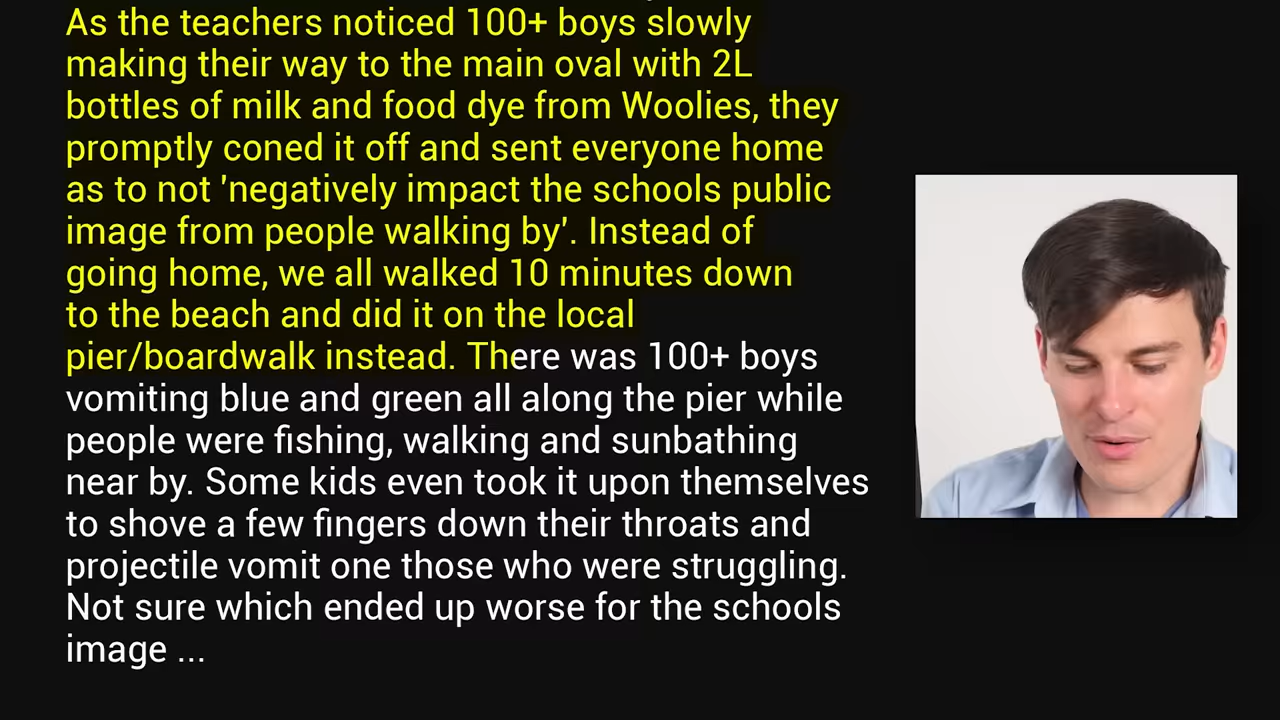 As the teachers noticed 100+ boys slowly
making their way to the main oval with 2L
bottles of milk and food dye from Woolies, they
promptly coned it off and sent everyone home
as to not 'negatively impact the schools public
image from people walking by'. Instead of
going home, we all walked 10 minutes down
to the beach and did it on the local
pier/boardwalk instead. There was 100+ boys
vomiting blue and green all along the pier while
people were fishing, walking and sunbathing
near by. Some kids even took it upon themselves
to shove a few fingers down their throats and
projectile vomit one those who were struggling.
Not sure which ended up worse for the schools
image ...